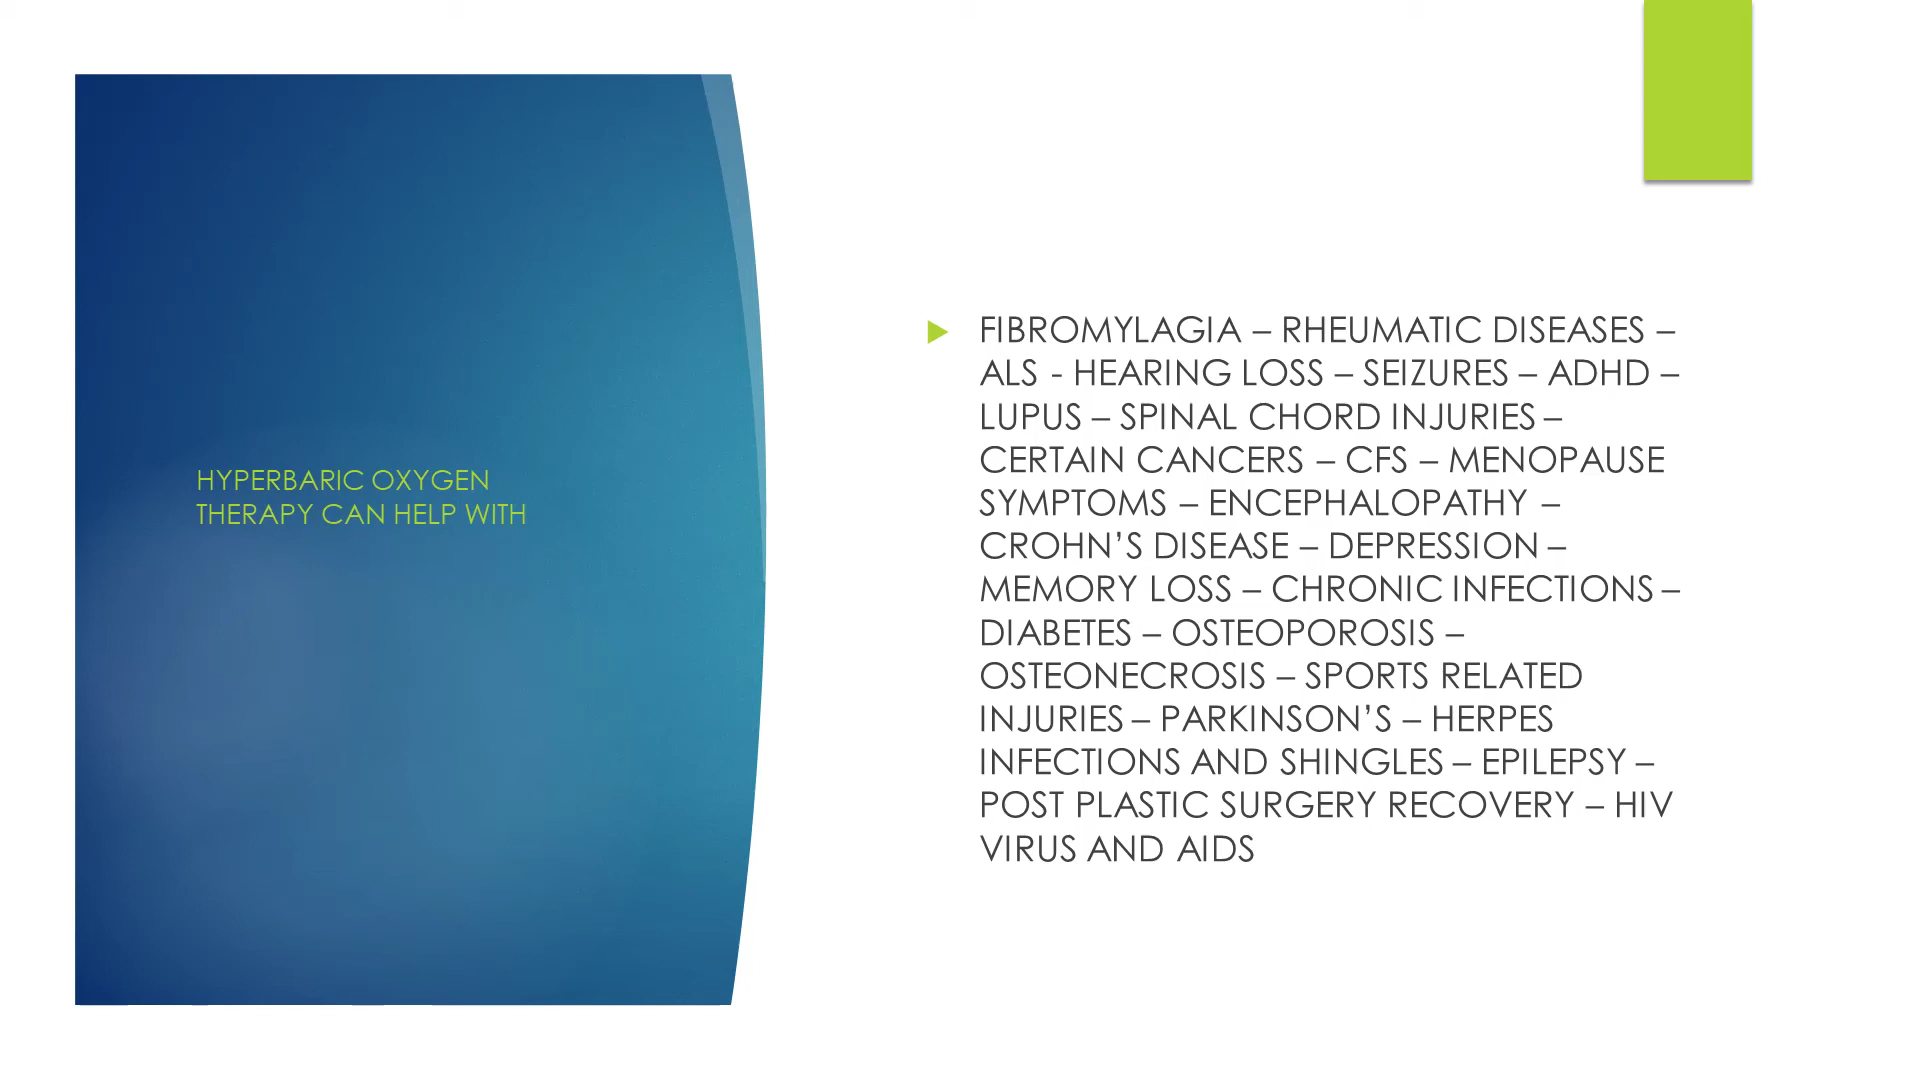 HYPERBARIC OXYGEN
THERAPY CAN HELP WITH
FIBROMYLAGIA – RHEUMATIC DISEASES –
ALS - HEARING LOSS – SEIZURES – ADHD –
LUPUS – SPINAL CHORD INJURIES –
CERTAIN CANCERS – CFS – MENOPAUSE
SYMPTOMS – ENCEPHALOPATHY –
CROHN’S DISEASE – DEPRESSION –
MEMORY LOSS – CHRONIC INFECTIONS –
DIABETES – OSTEOPOROSIS –
OSTEONECROSIS – SPORTS RELATED
INJURIES – PARKINSON’S – HERPES
INFECTIONS AND SHINGLES – EPILEPSY –
POST PLASTIC SURGERY RECOVERY – HIV
VIRUS AND AIDS